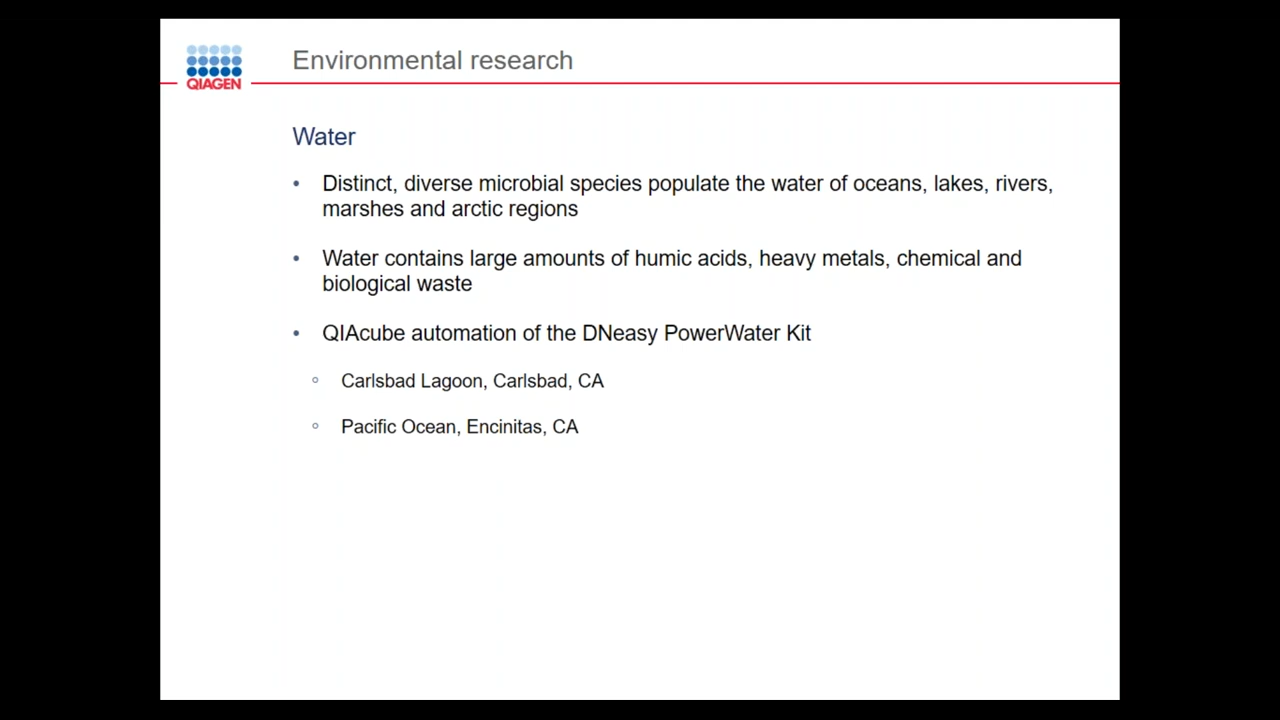 Environmental research
QIAGEN
Water
• Distinct, diverse microbial species populate the water of oceans, lakes, rivers,
marshes and arctic regions
• Water contains large amounts of humic acids, heavy metals, chemical and
biological waste
• QIAcube automation of the DNeasy PowerWater Kit
○ Carlsbad Lagoon, Carlsbad, CA
○ Pacific Ocean, Encinitas, CA